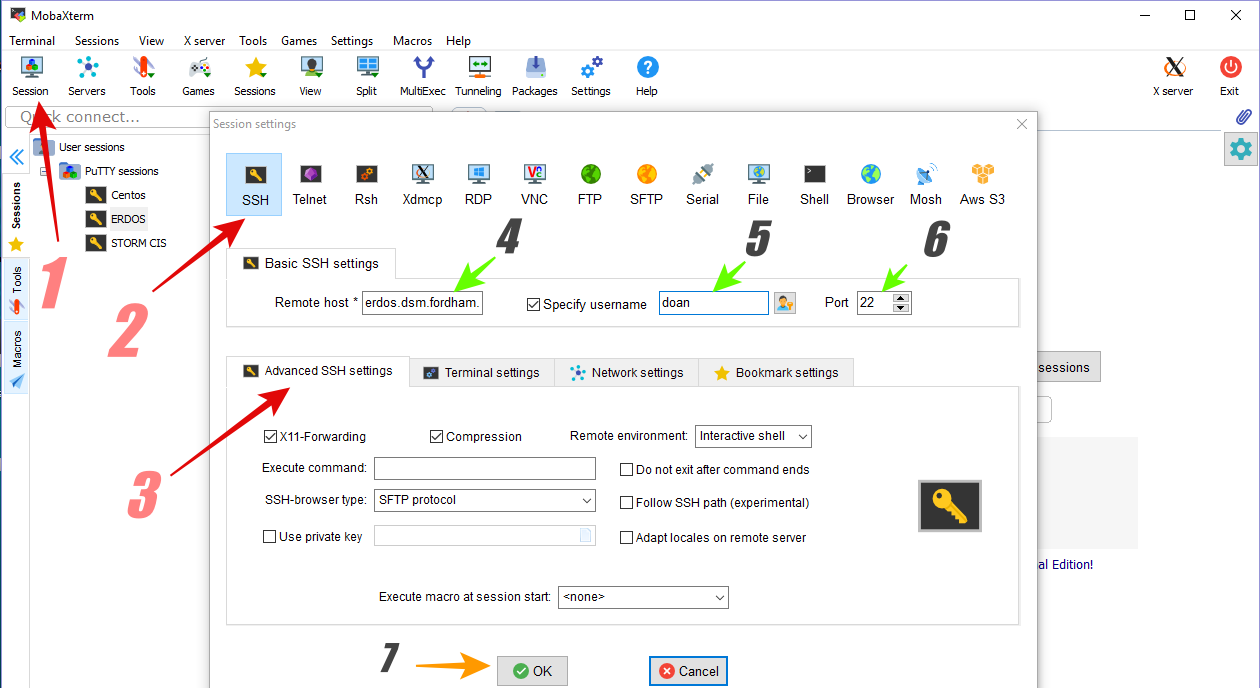 MobaXterm
Terminal Sessions View X server Tools Games Settings Macros Help
Session Servers Tools Games Sessions View Split MultiExec Tunneling Packages Settings Help X server Exit
Quick connect...
Session settings
User sessions
PuTTY sessions
Centos
ERDOS
STORM CIS
Sessions
Tools
Macros
SSH Telnet Rsh Xdmcp RDP VNC FTP SFTP Serial File Shell Browser Mosh Aws S3
1
2
3
4
5
6
Basic SSH settings
Remote host * erdos.dsm.fordham. Specify username doan Port 22
Advanced SSH settings Terminal settings Network settings Bookmark settings
X11-Forwarding Compression Remote environment: Interactive shell
Execute command: Do not exit after command ends
SSH-browser type: SFTP protocol Follow SSH path (experimental)
Use private key Adapt locales on remote server
Execute macro at session start: <none>
7
OK Cancel
sessions
al Edition!